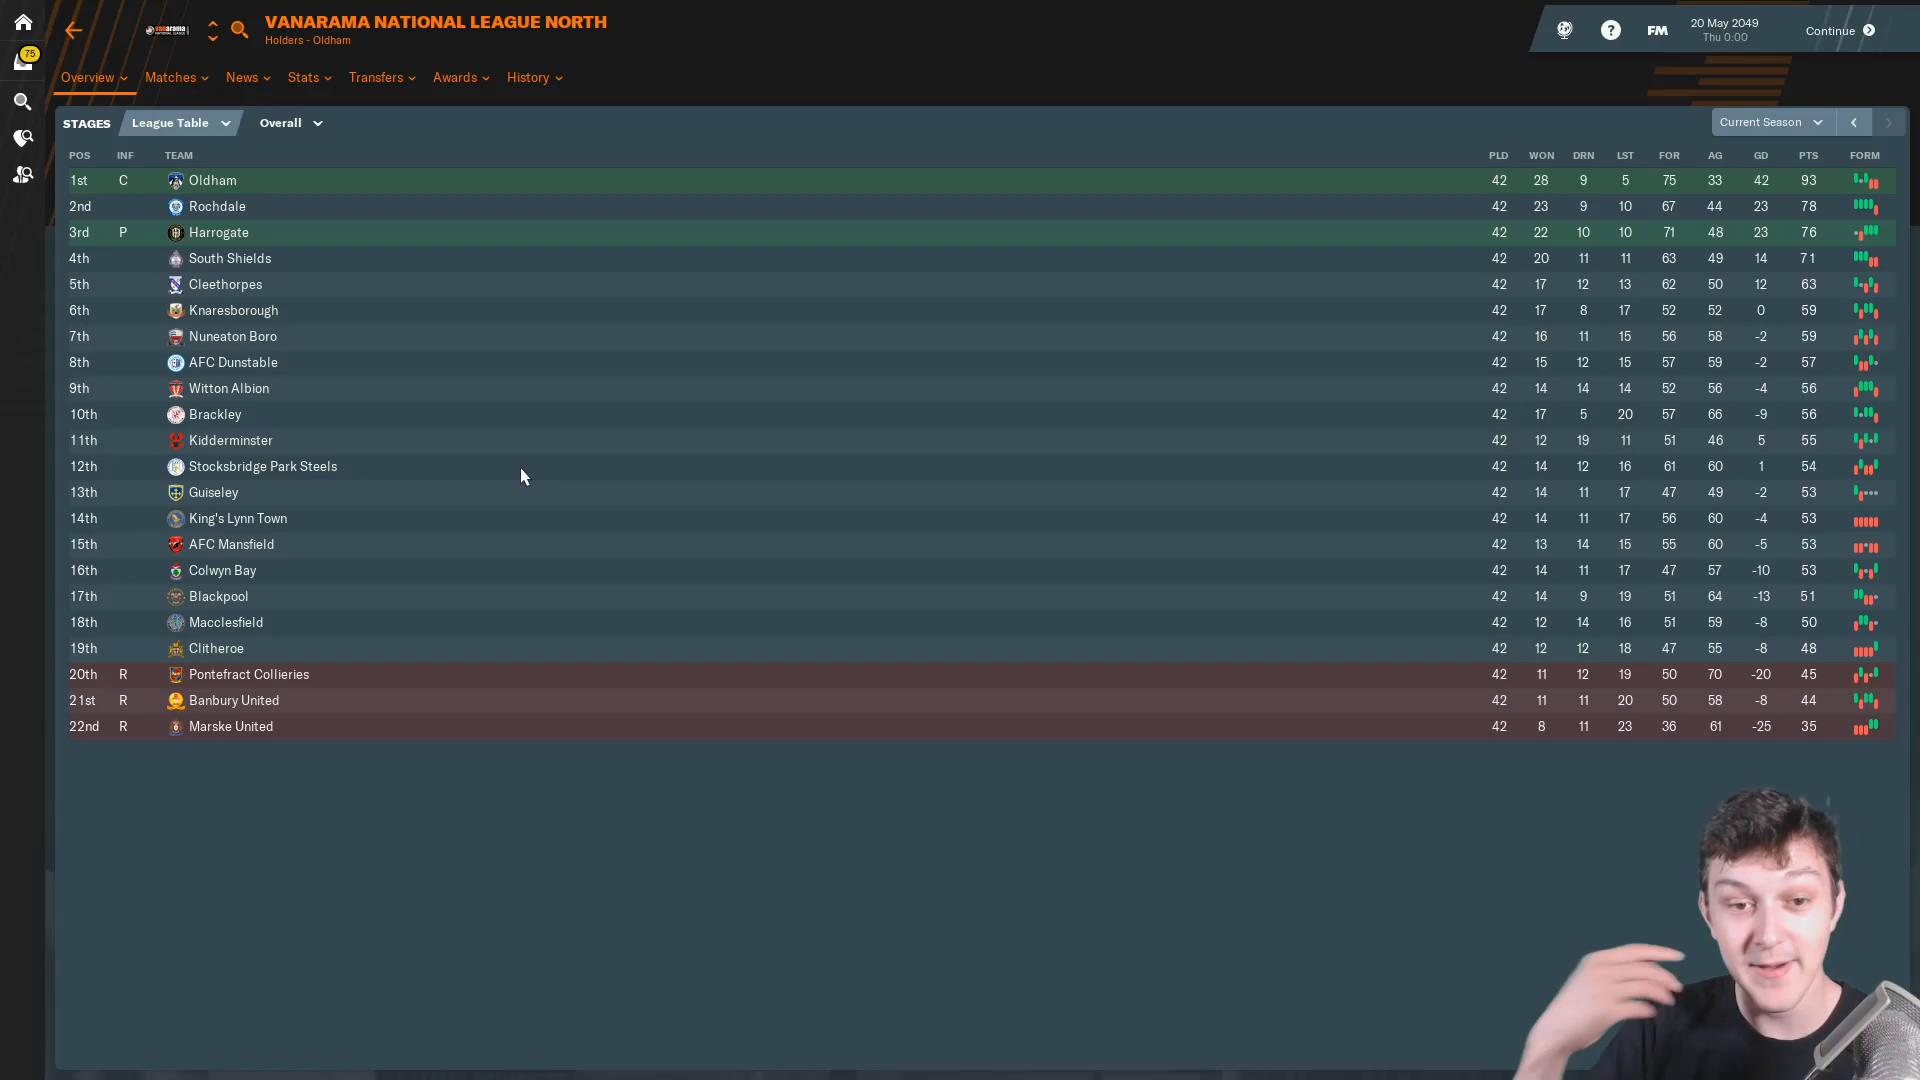 VANARAMA NATIONAL LEAGUE NORTH
Holders - Oldham
FM
20 May 2049
Thu 0:00
Continue
75
Overview Matches News Stats Transfers Awards History
STAGES League Table Overall Current Season
POS INF TEAM PLD WON DRN LST FOR AG GD PTS FORM
1st C Oldham 42 28 9 5 75 33 42 93
2nd Rochdale 42 23 9 10 67 44 23 78
3rd P Harrogate 42 22 10 10 71 48 23 76
4th South Shields 42 20 11 11 63 49 14 71
5th Cleethorpes 42 17 12 13 62 50 12 63
6th Knaresborough 42 17 8 17 52 52 0 59
7th Nuneaton Boro 42 16 11 15 56 58 -2 59
8th AFC Dunstable 42 15 12 15 57 59 -2 57
9th Witton Albion 42 14 14 14 52 56 -4 56
10th Brackley 42 17 5 20 57 66 -9 56
11th Kidderminster 42 12 19 11 51 46 5 55
12th Stocksbridge Park Steels 42 14 12 16 61 60 1 54
13th Guiseley 42 14 11 17 47 49 -2 53
14th King's Lynn Town 42 14 11 17 56 60 -4 53
15th AFC Mansfield 42 13 14 15 55 60 -5 53
16th Colwyn Bay 42 14 11 17 47 57 -10 53
17th Blackpool 42 14 9 19 51 64 -13 51
18th Macclesfield 42 12 14 16 51 59 -8 50
19th Clitheroe 42 12 12 18 47 55 -8 48
20th R Pontefract Collieries 42 11 12 19 50 70 -20 45
21st R Banbury United 42 11 11 20 50 58 -8 44
22nd R Marske United 42 8 11 23 36 61 -25 35